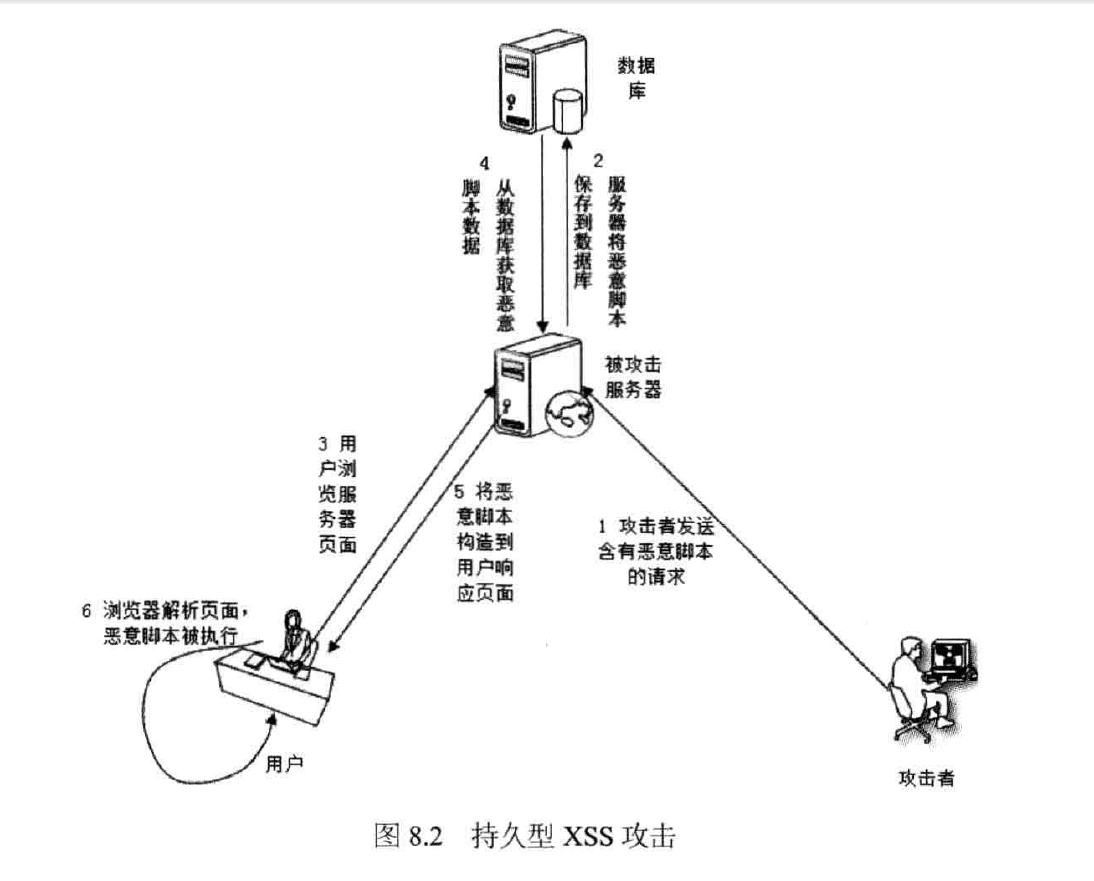 数据
库
4
从数据库获取恶意
脚本数据
2
服务器将恶意脚本
保存到数据库
被攻击
服务器
3 用
户浏
览服
务器
页面
5 将恶
意脚本
构造到
用户响
应页面
1 攻击者发送
含有恶意脚本
的请求
6 浏览器解析页面，
恶意脚本被执行
用户
攻击者
图 8.2 持久型 XSS 攻击